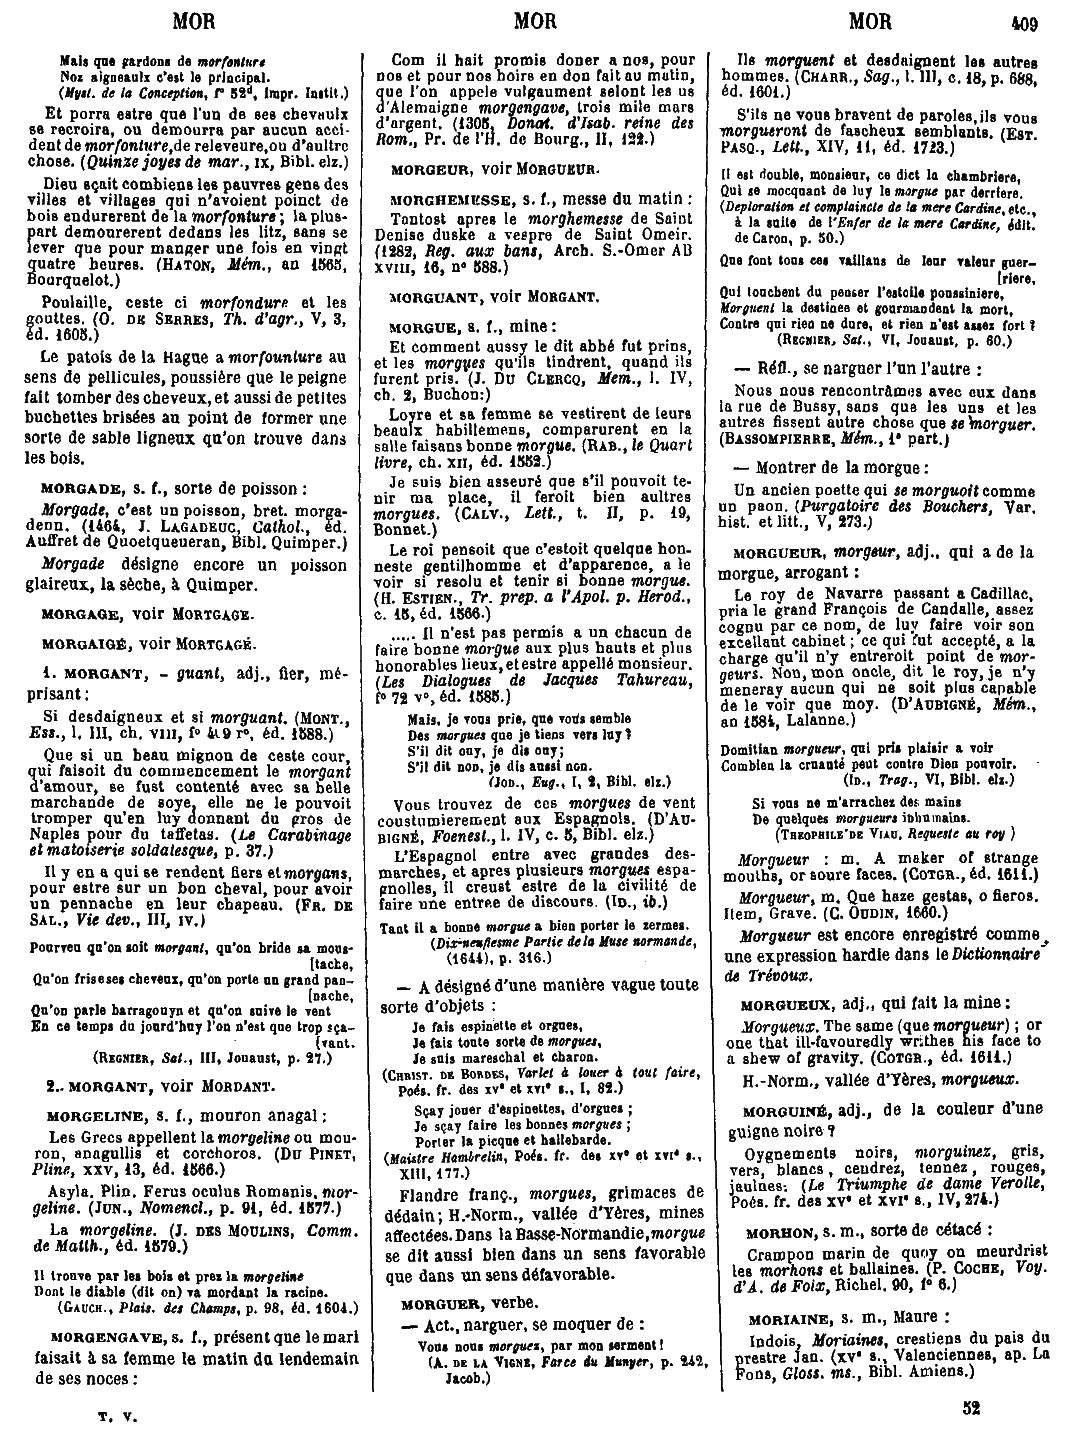 MOR MOR MOR 409
Mais que gardons de morfonture
Noz aigneaulx c'est le principal.
(Myst. de la Conception, f° 52d, Impr. Instit.)
Et porra estre que l'un de ses chevaulx
se recroira, ou demourra par aucun acci-
dent de morfonture, de releveure, ou d'aultre
chose. (Quinze joyes de mar., IX, Bibl. elz.)
Dieu sçait combiens les pauvres gens des
villes et villages qui n'avoient poinct de
bois endurerent de la morfonture; la plus-
part demourerent dedans les litz, sans se
lever que pour manger une fois en vingt
quatre heures. (HATON, Mém., an 1565,
Bourquelot.)
Poulaille, ceste ci morfondure et les
gouttes. (O. DE SERRES, Th. d'agr., V, 3,
éd. 1605.)
Le patois de la Hague a morfounture au
sens de pellicules, poussière que le peigne
fait tomber des cheveux, et aussi de petites
buchettes brisées au point de former une
sorte de sable ligneux qu'on trouve dans
les bois.
MORGADE, s. f., sorte de poisson :
Morgade, c'est un poisson, bret. morga-
denn. (1464, J. LAGADEUC, Cathol., éd.
Auffret de Quoetqueueran, Bibl. Quimper.)
Morgade désigne encore un poisson
glaireux, la sèche, à Quimper.
MORGAGE, voir MORTGAGE.
MORGAIGÉ, voir MORTGAGÉ.
1. MORGANT, - guant, adj., fier, mé-
prisant :
Si desdaigneux et si morguant. (MONT.,
Ess., l. III, ch. VIII, f° 419 r°, éd. 1588.)
Que si un beau mignon de ceste cour,
qui faisoit du commencement le morgant
d'amour, se fust contenté avec sa belle
marchande de soye, elle ne le pouvoit
tromper qu'en luy donnant du gros de
Naples pour du taffetas. (Le Carabinage
et matoiserie soldatesque, p. 37.)
Il y en a qui se rendent fiers et morgans,
pour estre sur un bon cheval, pour avoir
un pennache en leur chapeau. (FR. DE
SAL., Vie dev., III, IV.)
Pourveu qu'on soit morgant, qu'on bride sa mous-
[tache,
Qu'on frise ses cheveux, qu'on porte un grand pan-
[nache,
Qu'on parle barragouyn et qu'on suive le vent
En ce temps du jourd'huy l'on n'est que trop sça-
[vant.
(REGNIER, Sat., III, Jouaust, p. 27.)
2.. MORGANT, voir MORDANT.
MORGELINE, s. f., mouron anagal :
Les Grecs appellent la morgeline ou mou-
ron, anagullis et corchoros. (DU PINET,
Pline, XXV, 13, éd. 1566.)
Asyla. Plin. Ferus oculus Romanis, mor-
geline. (JUN., Nomencl., p. 91, éd. 1577.)
La morgeline. (J. DES MOULINS, Comm.
de Matth., éd. 1579.)
Il trouve par les bois et prez la morgeline
Dont le diable (dit on) va mordant la racine.
(GAUCH., Plais. des Champs, p. 98, éd. 1604.)
MORGENGAVE, s. f., présent que le mari
faisait à sa femme le matin du lendemain
de ses noces :
T. V.
Com il hait promis doner a nos, pour
nos et pour nos hoirs en don fait au mutin,
que l'on appele vulgaument selont les us
d'Alemaigne morgengave, trois mile mars
d'argent. (1305, Donat. d'Isab. reine des
Rom., Pr. de l'H. de Bourg., II, 122.)
MORGEUR, voir MORGUEUR.
MORGHEMESSE, s. f., messe du matin :
Tantost apres le morghemesse de Saint
Denise duske a vespre de Saint Omeir.
(1282, Reg. aux bans, Arch. S.-Omer AB
XVIII, 16, n° 588.)
MORGUANT, voir MORGANT.
MORGUE, s. f., mine :
Et comment aussy le dit abbé fut prins,
et les morgues qu'ils tindrent, quand ils
furent pris. (J. DU CLERCQ, Mem., l. IV,
ch. 2, Buchon:)
Loyre et sa femme se vestirent de leurs
beaulx habillemens, comparurent en la
salle faisans bonne morgue. (RAB., le Quart
livre, ch. XII, éd. 1552.)
Je suis bien asseuré que s'il pouvoit te-
nir ma place, il feroit bien aultres
morgues. (CALV., Lett., t. II, p. 19,
Bonnet.)
Le roi pensoit que c'estoit quelque hon-
neste gentilhomme et d'apparence, a le
voir si resolu et tenir si bonne morgue.
(H. ESTIEN., Tr. prep. a l'Apol. p. Herod.,
c. 15, éd. 1566.)
..... Il n'est pas permis a un chacun de
faire bonne morgue aux plus hauts et plus
honorables lieux, et estre appellé monsieur.
(Les Dialogues de Jacques Tahureau,
f° 72 v°, éd. 1585.)
Mais, je vous prie, que vous semble
Des morgues que je tiens vers luy?
S'il dit ouy, je dis ouy;
S'il dit non, je dis aussi non.
(JOD., Eug., I, 2, Bibl. elz.)
Vous trouvez de ces morgues de vent
coustumierement aux Espagnols. (D'AU-
BIGNÉ, Foenest., l. IV, c. 5, Bibl. elz.)
L'Espagnol entre avec grandes des-
marches, et apres plusieurs morgues espa-
gnolles, il creust estre de la civilité de
faire une entree de discours. (ID., ib.)
Tant il a bonne morgue a bien porter le zermes.
(Dix-neufiesme Partie de la Muse normande,
(1644), p. 316.)
— A désigné d'une manière vague toute
sorte d'objets :
Je fais espinette et orgues,
Je fais toute sorte de morgues,
Je suis mareschal et charon.
(CHRIST. DE BORDES, Varlet à louer à tout faire,
Poés. fr. des XVe et XVIe s., I, 82.)
Sçay jouer d'espinettes, d'orgues ;
Je sçay faire les bonnes morgues ;
Porter la picque et hallebarde.
(Maistre Hambrelin, Poés. fr. des XVe et XVIe s.,
XIII, 177.)
Flandre franç., morgues, grimaces de
dédain; H.-Norm., vallée d'Yères, mines
affectées. Dans la Basse-Normandie, morgue
se dit aussi bien dans un sens favorable
que dans un sens défavorable.
MORGUER, verbe.
— Act., narguer, se moquer de :
Vous nous morguez, par mon serment !
(A. DE LA VIGNE, Farce du Munyer, p. 242,
Jacob.)
Ils morguent et desdaignent les autres
hommes. (CHARR., Sag., l. III, c. 18, p. 688,
éd. 1601.)
S'ils ne vous bravent de paroles, ils vous
morgueront de fascheux semblants. (EST.
PASQ., Lett., XIV, 11, éd. 1723.)
Il est double, monsieur, ce dict la chambriere,
Qui se mocquant de luy le morgue par derriere.
(Deploration et complaincte de la mere Cardine, etc.,
à la suite de l'Enfer de la mere Cardine, édit.
de Caron, p. 50.)
Que font tous ces vaillans de leur valeur guer-
[riere,
Qui touchent du penser l'estoile poussiniere,
Morguent la destinee et gourmandent la mort,
Contre qui rien ne dure, et rien n'est assez fort ?
(REGNIER, Sat., VI, Jouaust, p. 60.)
— Réfl., se narguer l'un l'autre :
Nous nous rencontrâmes avec eux dans
la rue de Bussy, sans que les uns et les
autres fissent autre chose que se morguer.
(BASSOMPIERRE, Mém., 1e part.)
— Montrer de la morgue :
Un ancien poette qui se morguoit comme
un paon. (Purgatoire des Bouchers, Var.
hist. et litt., V, 273.)
MORGUEUR, morgeur, adj., qui a de la
morgue, arrogant :
Le roy de Navarre passant a Cadillac,
pria le grand François de Candalle, assez
cognu par ce nom, de luy faire voir son
excellant cabinet ; ce qui fut accepté, a la
charge qu'il n'y entreroit point de mor-
geurs. Non, mon oncle, dit le roy, je n'y
meneray aucun qui ne soit plus capable
de le voir que moy. (D'AUBIGNÉ, Mém.,
an 1584, Lalanne.)
Domitian morgueur, qui pris plaisir a voir
Combien la cruauté peut contre Dieu pouvoir.
(ID., Trag., VI, Bibl. elz.)
Si vous ne m'arrachez des mains
De quelques morgueurs inhumains.
(THEOPHILE DE VIAU, Requeste au roy )
Morgueur : m. A maker of strange
mouths, or soure faces. (COTGR., éd. 1611.)
Morgueur, m. Que haze gestas, o fieros.
Item, Grave. (C. OUDIN, 1660.)
Morgueur est encore enregistré comme
une expression hardie dans le Dictionnaire
de Trévoux.
MORGUEUX, adj., qui fait la mine :
Morgueux. The same (que morgueur) ; or
one that ill-favouredly writhes his face to
a shew of gravity. (COTGR., éd. 1611.)
H.-Norm., vallée d'Yères, morgueux.
MORGUINÉ, adj., de la couleur d'une
guigne noire ?
Oygnements noirs, morguinez, gris,
vers, blancs, cendrez, tennez, rouges,
jaulnes. (Le Triumphe de dame Verolle,
Poés. fr. des XVe et XVIe s., IV, 274.)
MORHON, s. m., sorte de cétacé :
Crampon marin de quoy on meurdrist
les morhons et ballaines. (P. COCHE, Voy.
d'A. de Foix, Richel. 90, f° 6.)
MORIAINE, s. m., Maure :
Indois, Moriaines, crestiens du pais du
prestre Jan. (XVe s., Valenciennes, ap. La
Fons, Gloss. ms., Bibl. Amiens.)
52